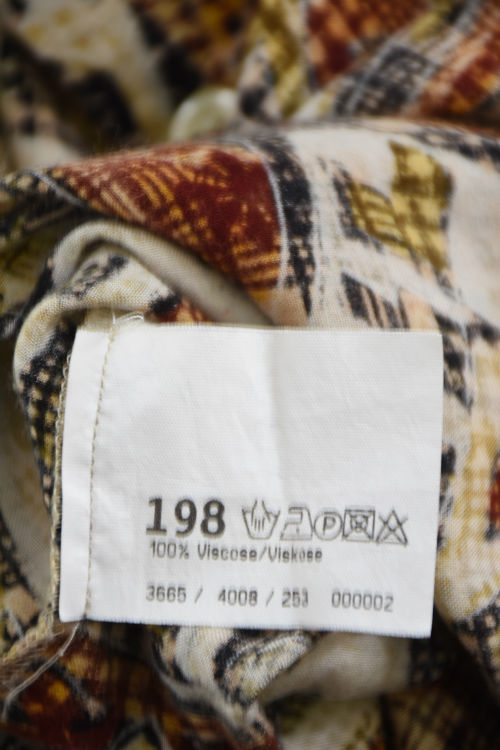 198 P
100% Viscose/Viskose
3665 / 4008 / 253 000002